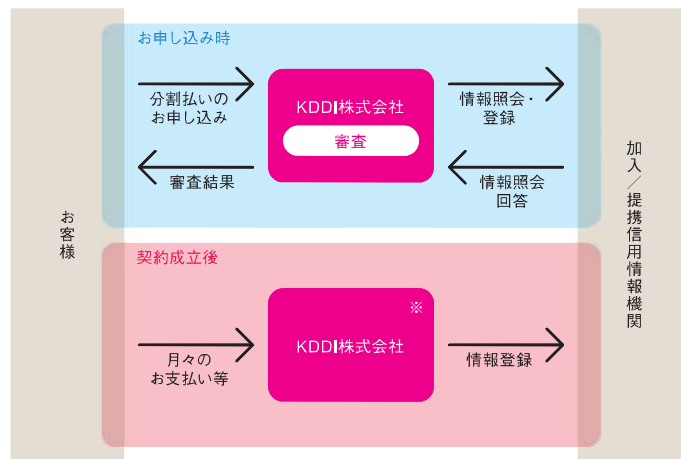 お申し込み時
分割払いの
お申し込み
KDDI株式会社
審査
情報照会・
登録
審査結果
情報照会
回答
お客様
加入／提携信用情報機関
契約成立後
※
KDDI株式会社
月々の
お支払い等
情報登録